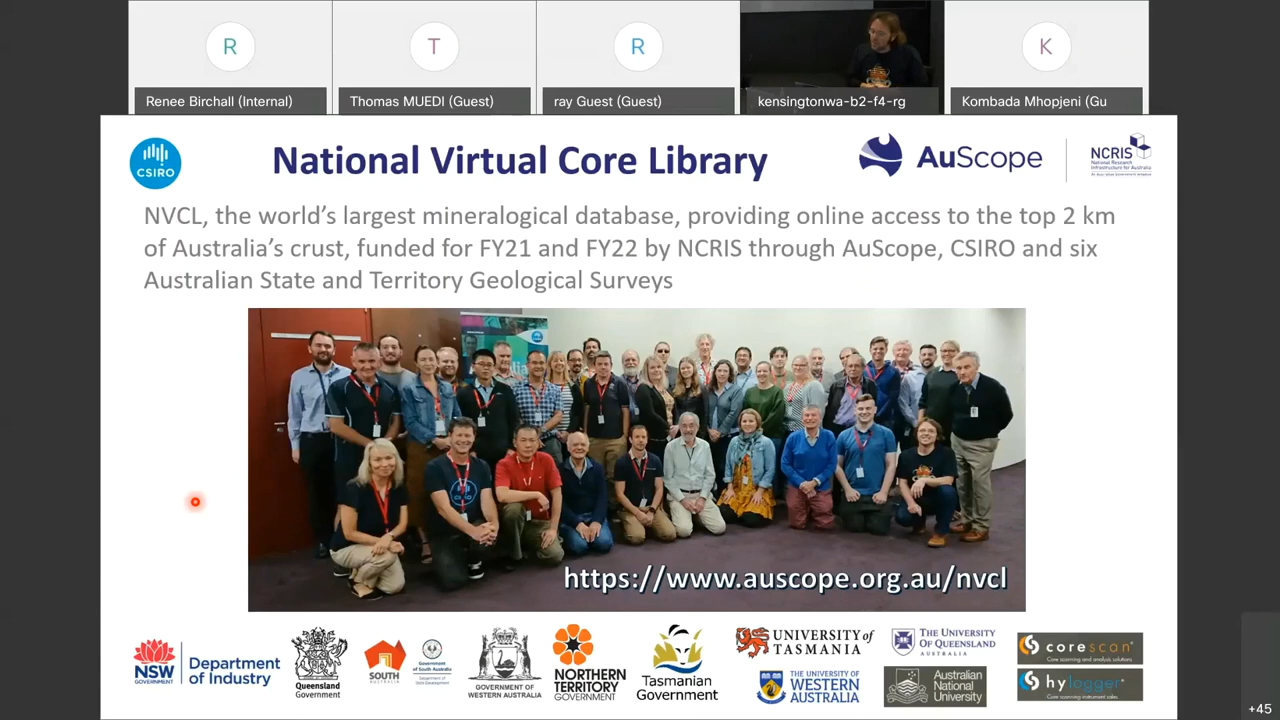 R
T
R
K
Renee Birchall (Internal)
Thomas MUEDI (Guest)
ray Guest (Guest)
kensingtonwa-b2-f4-rg
Kombada Mhopjeni (Gu
CSIRO
National Virtual Core Library
AuScope
NCRIS
National Research
Infrastructure for Australia
An Australian Government Initiative
NVCL, the world's largest mineralogical database, providing online access to the top 2 km
of Australia's crust, funded for FY21 and FY22 by NCRIS through AuScope, CSIRO and six
Australian State and Territory Geological Surveys
CSIRO
https://www.auscope.org.au/nvcl
NSW
GOVERNMENT
Department
of Industry
Queensland
Government
SOUTH
AUSTRALIA
Government
of South Australia
GOVERNMENT OF
WESTERN AUSTRALIA
NORTHERN
TERRITORY
GOVERNMENT
Tasmanian
Government
UNIVERSITY of
TASMANIA
THE UNIVERSITY
OF QUEENSLAND
AUSTRALIA
THE UNIVERSITY OF
WESTERN
AUSTRALIA
Australian
National
University
corescan
Core scanning and analysis solutions
hylogger
Core scanning instrument sales
+45